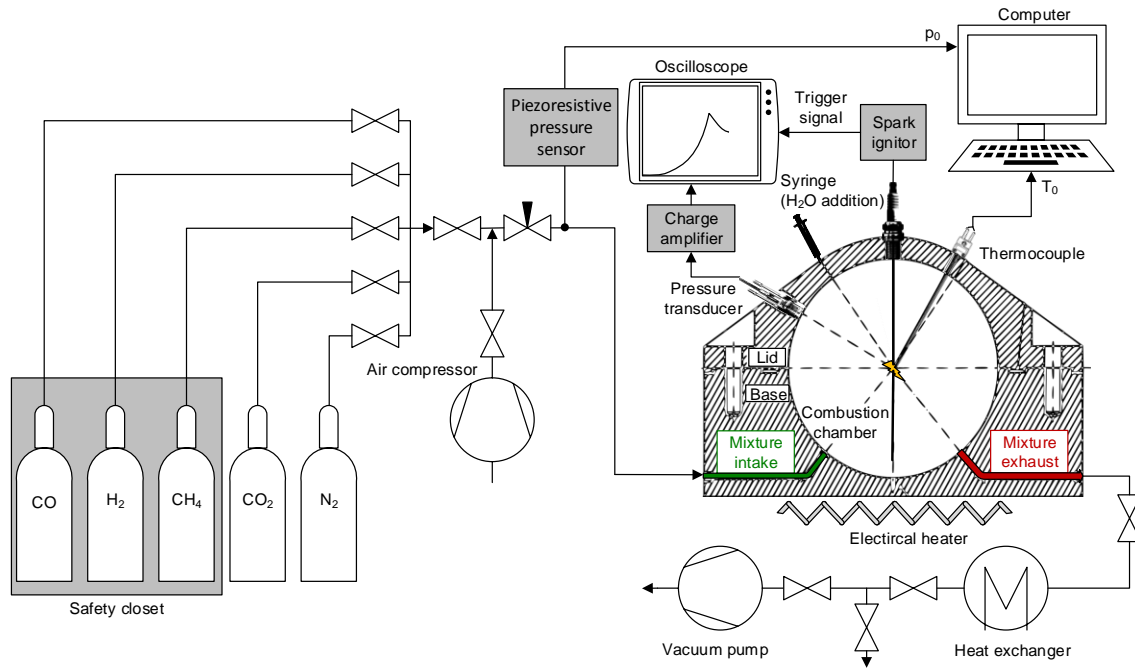 Computer
p₀
Oscilloscope
Piezoresistive
pressure
sensor
Trigger
signal
Spark
ignitor
Syringe
(H₂O addition)
T₀
Charge
amplifier
Thermocouple
Pressure
transducer
Air compressor
Lid
Base
Combustion
chamber
Mixture
intake
Mixture
exhaust
CO
H₂
CH₄
CO₂
N₂
Electircal heater
Safety closet
Vacuum pump
Heat exchanger